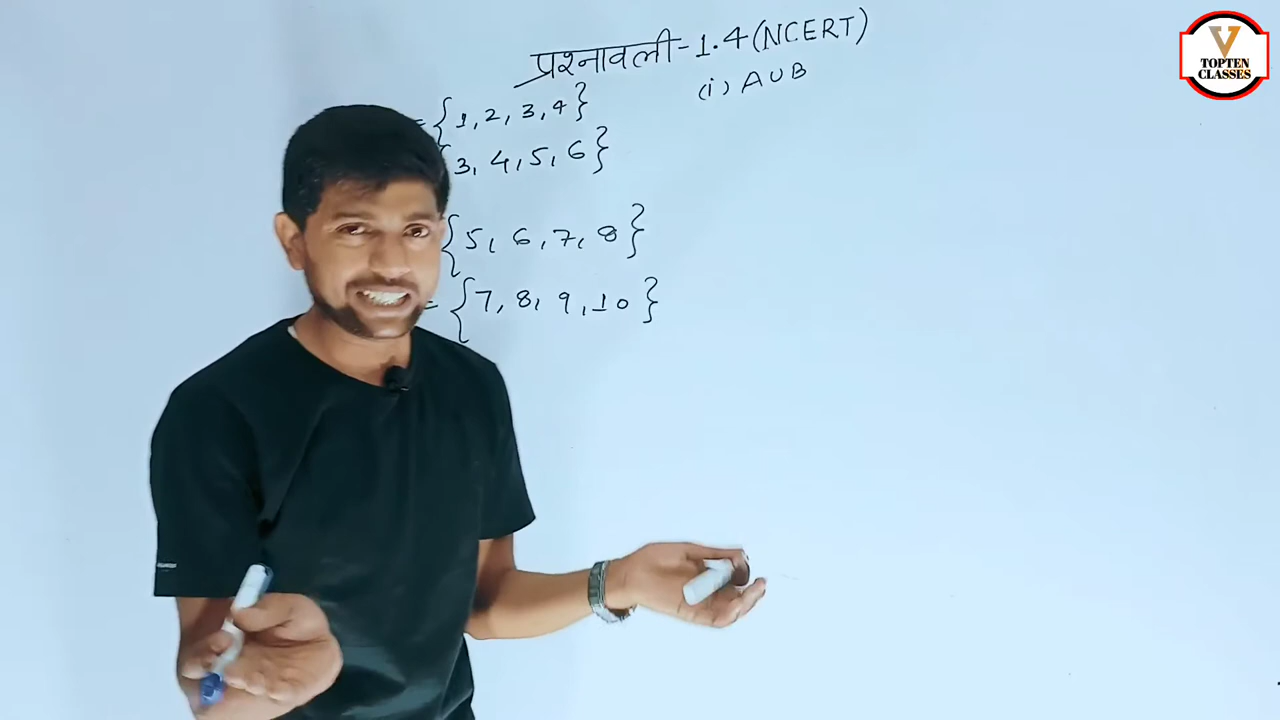 प्रश्नावली-1.4(NCERT)
(i) A∪B
={1,2,3,4}
3,4,5,6}
{5,6,7,8}
={7,8,9,10}
V
TOPTEN
CLASSES